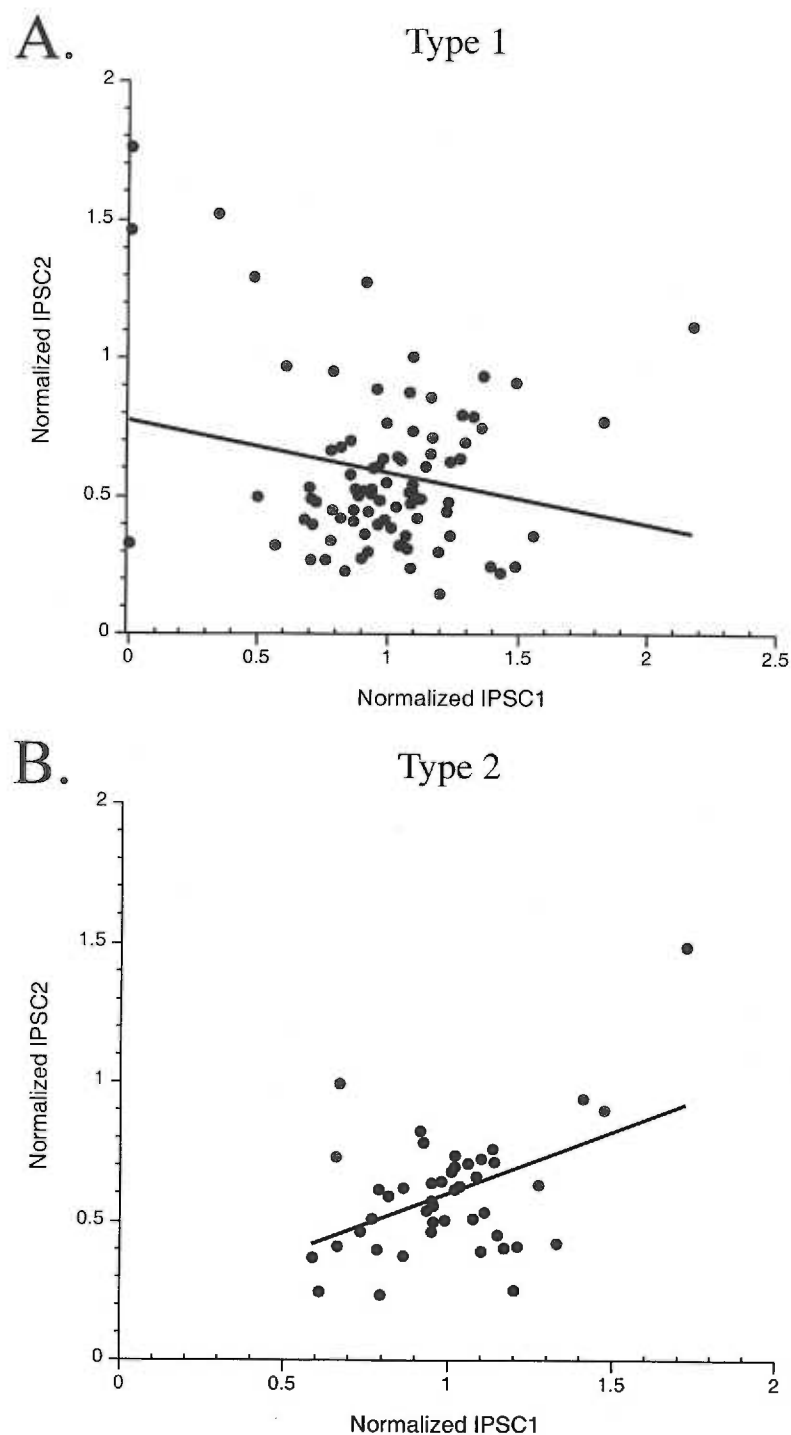 A.
Type 1
2
1.5
1
0.5
0
Normalized IPSC2
0 0.5 1 1.5 2 2.5
Normalized IPSC1
B.
Type 2
2
1.5
1
0.5
0
Normalized IPSC2
0 0.5 1 1.5 2
Normalized IPSC1